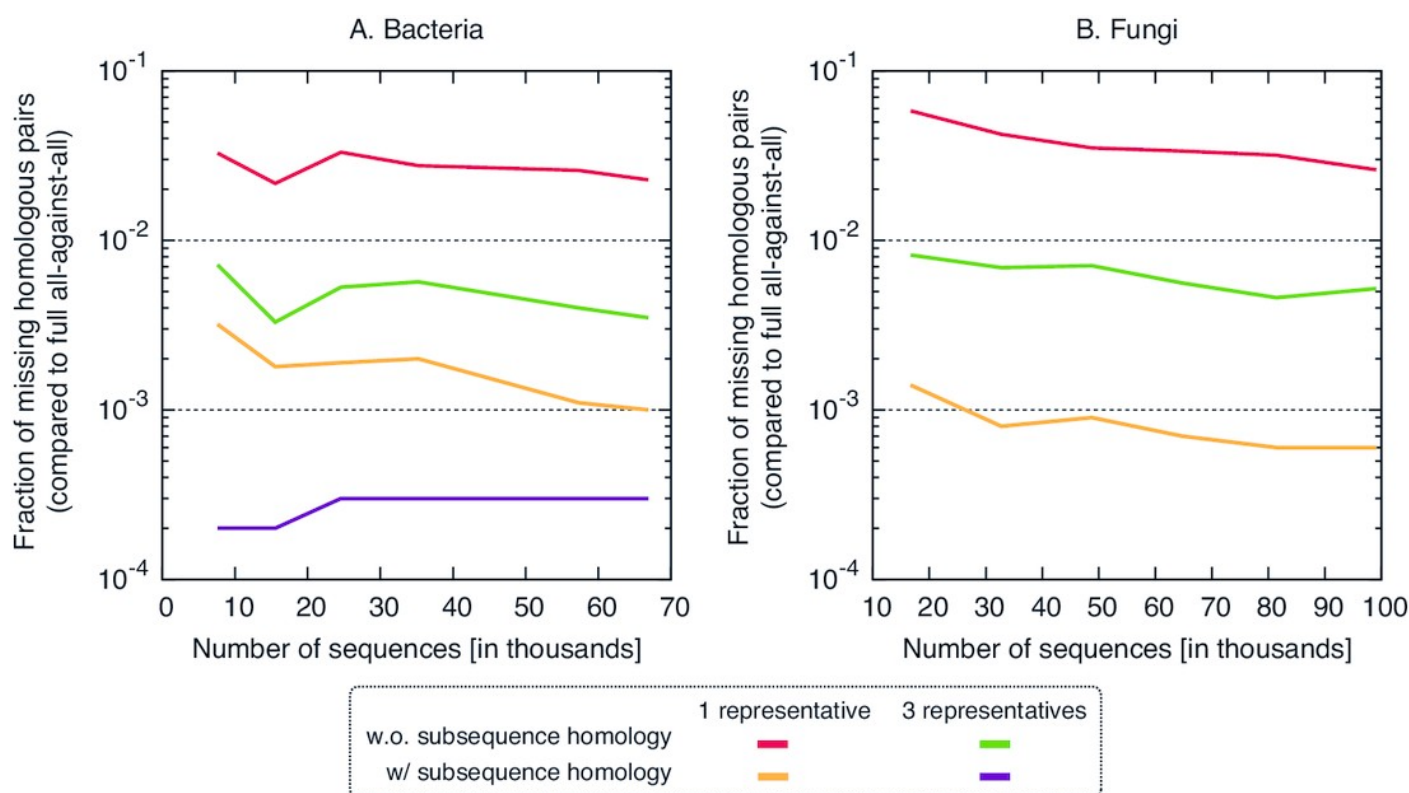 A. Bacteria
Fraction of missing homologous pairs
(compared to full all-against-all)
10-1
10-2
10-3
10-4
0 10 20 30 40 50 60 70
Number of sequences [in thousands]
B. Fungi
Fraction of missing homologous pairs
(compared to full all-against-all)
10-1
10-2
10-3
10-4
10 20 30 40 50 60 70 80 90 100
Number of sequences [in thousands]
1 representative 3 representatives
w.o. subsequence homology
w/ subsequence homology